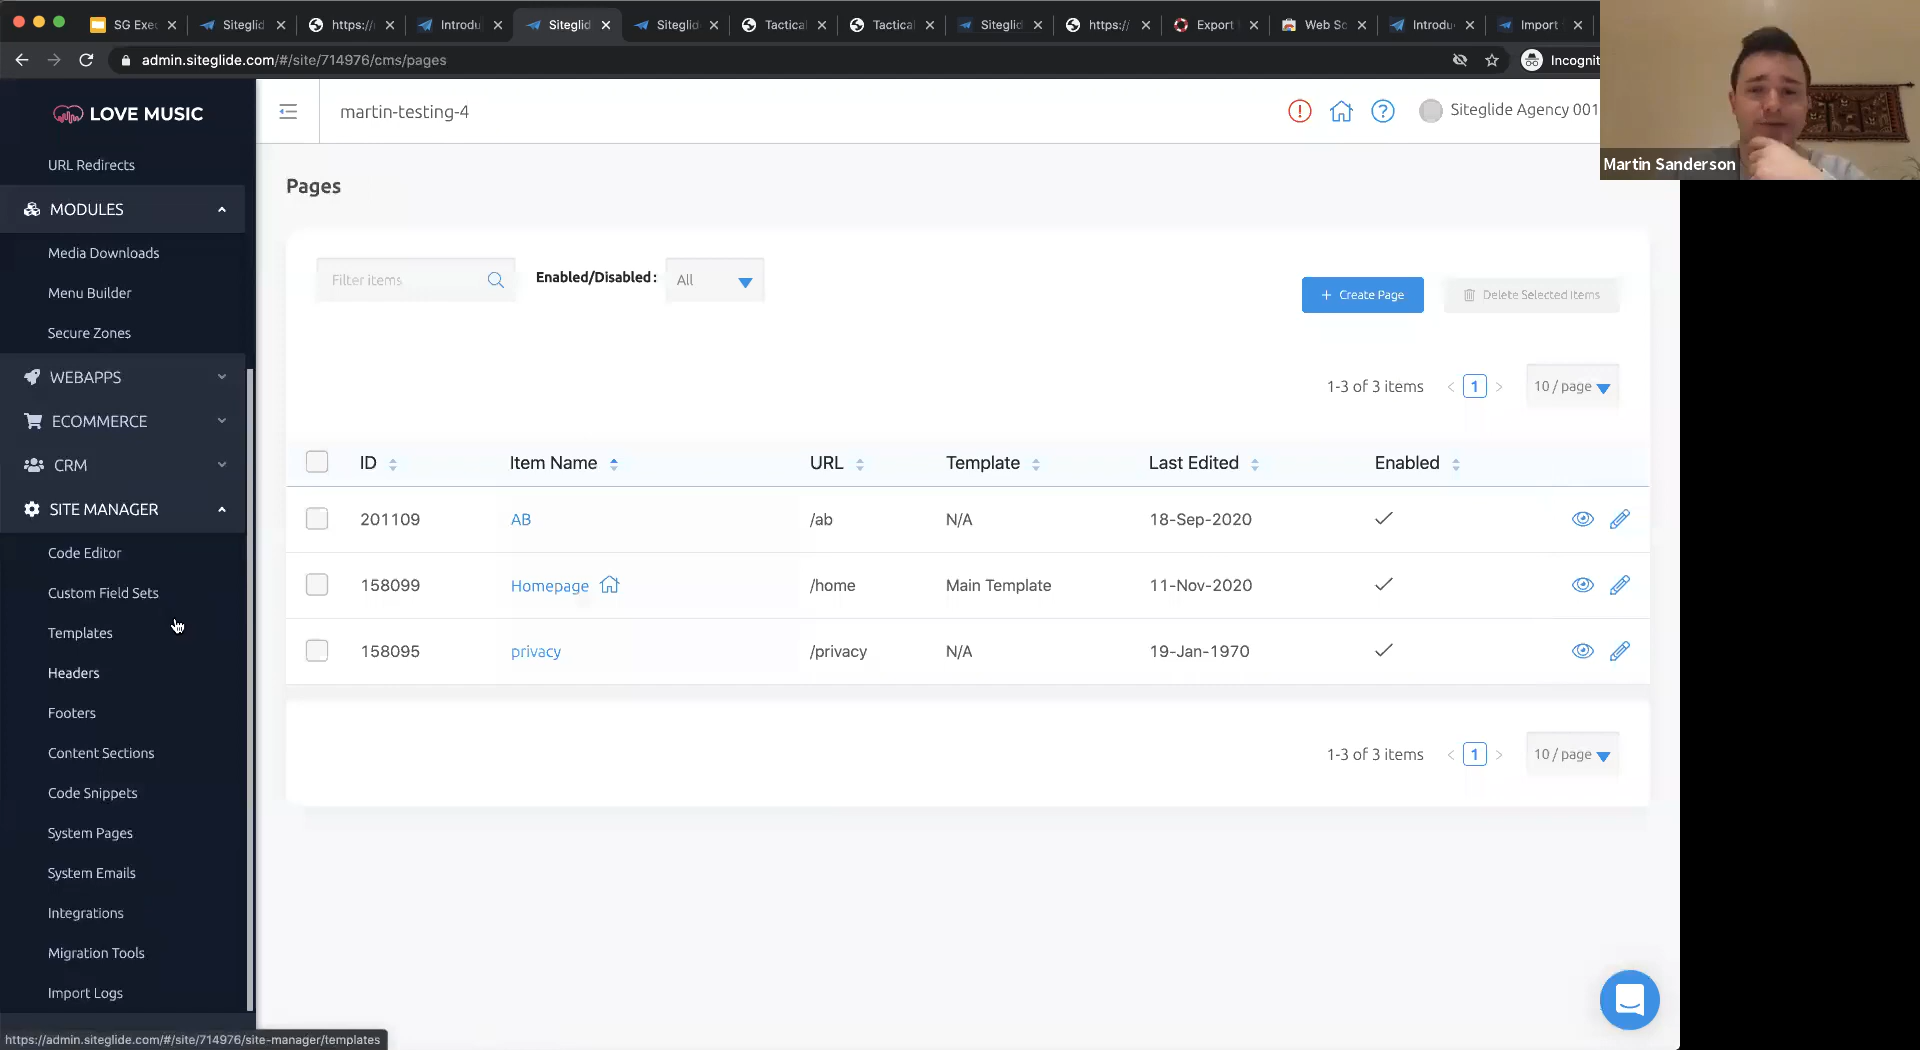 SG Exec
Siteglid
https://
Introdu
Siteglid
Siteglid
Tactical
Tactical
Siteglid
https://
Export
Web Sc
Introdu
Import
admin.siteglide.com/#/site/714976/cms/pages
Incognit
LOVE MUSIC
martin-testing-4
Siteglide Agency 001
Martin Sanderson
URL Redirects
MODULES
Media Downloads
Menu Builder
Secure Zones
WEBAPPS
ECOMMERCE
CRM
SITE MANAGER
Code Editor
Custom Field Sets
Templates
Headers
Footers
Content Sections
Code Snippets
System Pages
System Emails
Integrations
Migration Tools
Import Logs
https://admin.siteglide.com/#/site/714976/site-manager/templates
Pages
Filter items
Enabled/Disabled:
All
+ Create Page
Delete Selected Items
1-3 of 3 items < 1 > 10 / page
ID Item Name URL Template Last Edited Enabled
201109 AB /ab N/A 18-Sep-2020
158099 Homepage /home Main Template 11-Nov-2020
158095 privacy /privacy N/A 19-Jan-1970
1-3 of 3 items < 1 > 10 / page